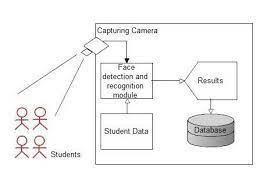 Capturing Camera
Face
detection and
recognition
module
Results
Student Data
Database
Students